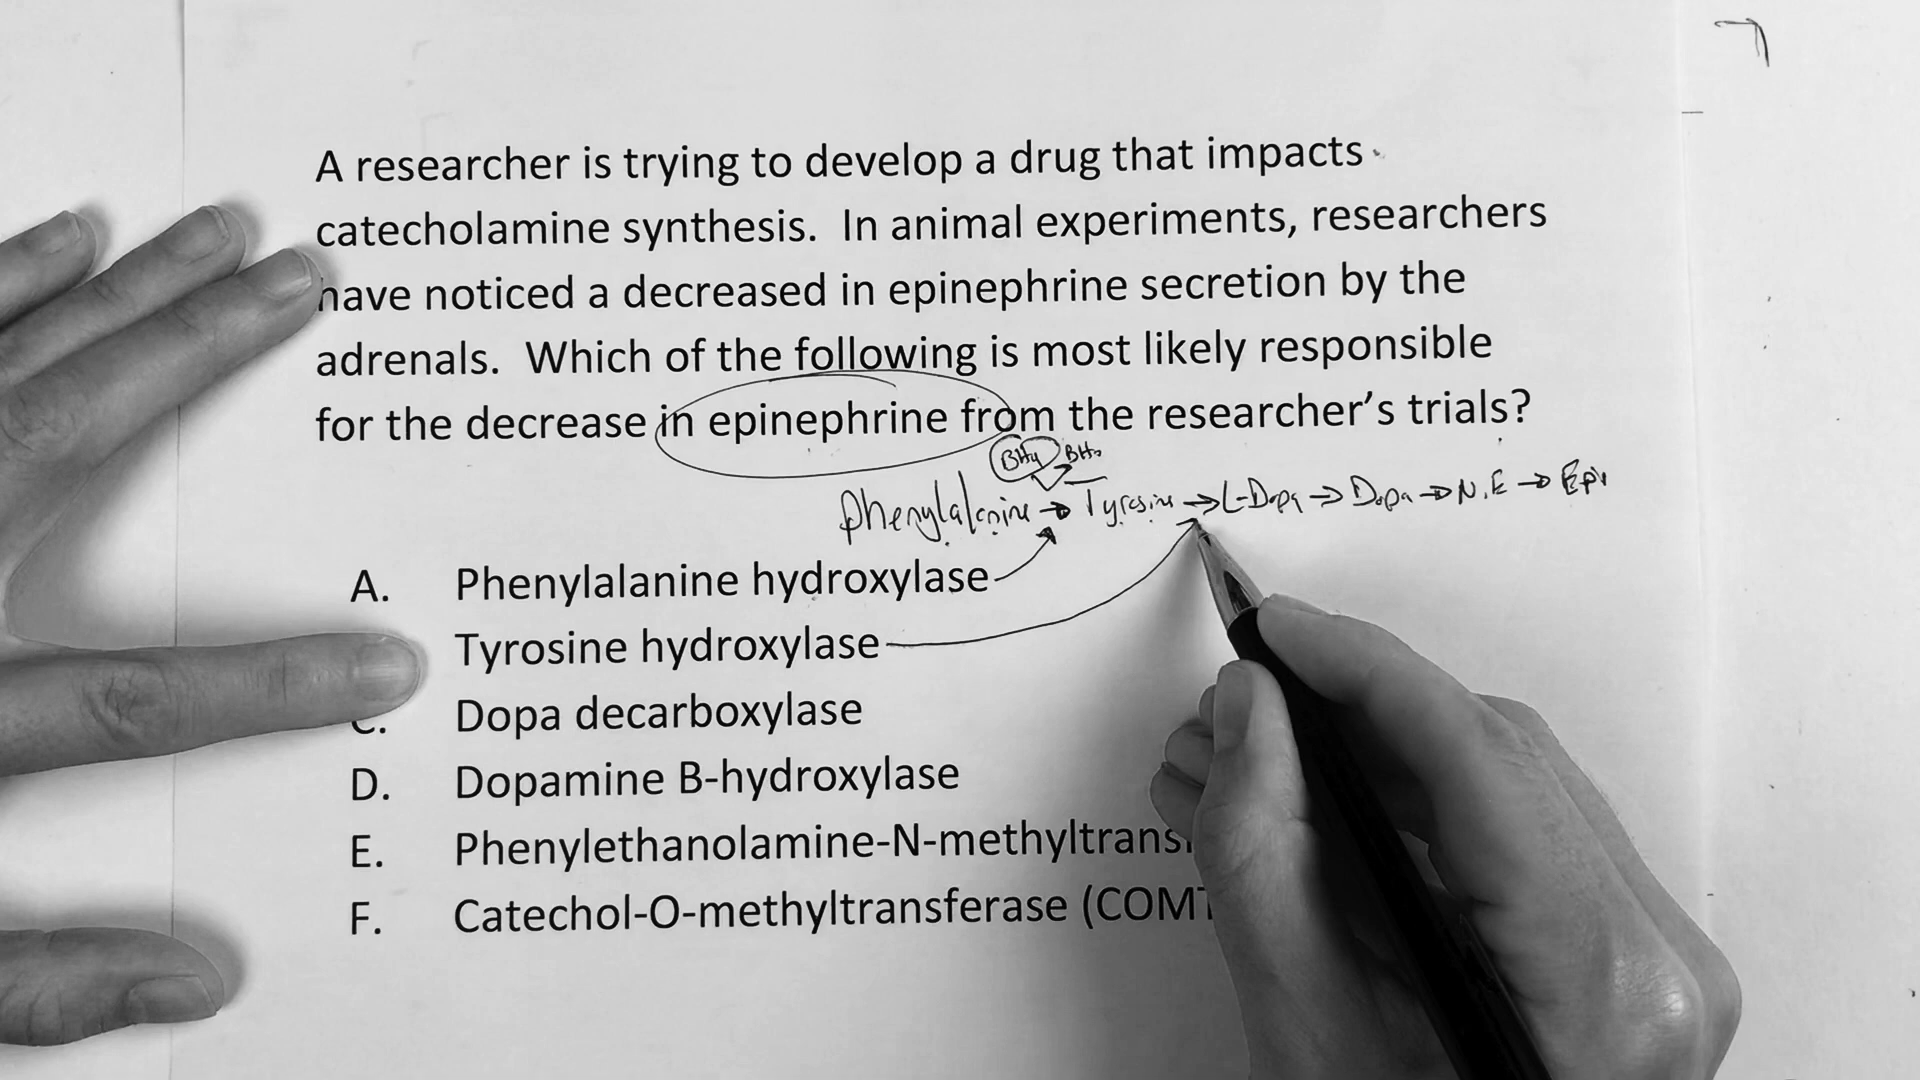 A researcher is trying to develop a drug that impacts
catecholamine synthesis. In animal experiments, researchers
have noticed a decreased in epinephrine secretion by the
adrenals. Which of the following is most likely responsible
for the decrease in epinephrine from the researcher's trials?
BH4 BH2
Phenylalanine → Tyrosine → L-Dopa → Dopa → N.E → Epi
A. Phenylalanine hydroxylase
Tyrosine hydroxylase
C. Dopa decarboxylase
D. Dopamine B-hydroxylase
E. Phenylethanolamine-N-methyltrans
F. Catechol-O-methyltransferase (COMT